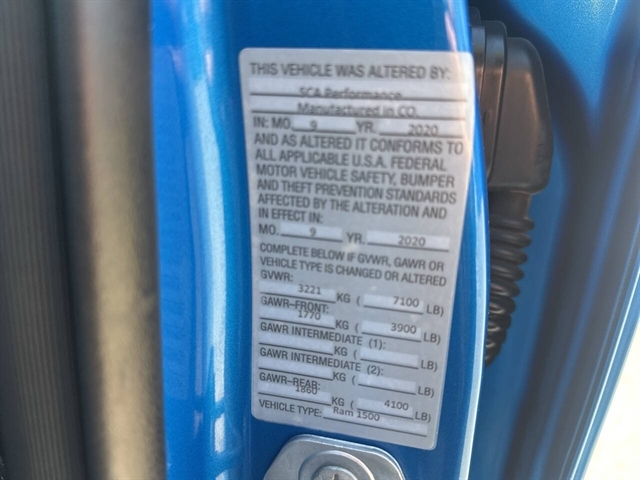 THIS VEHICLE WAS ALTERED BY:
SCA Performance
Manufactured in CO.
IN: MO. 9 YR. 2020
AND AS ALTERED IT CONFORMS TO
ALL APPLICABLE U.S.A. FEDERAL
MOTOR VEHICLE SAFETY, BUMPER
AND THEFT PREVENTION STANDARDS
AFFECTED BY THE ALTERATION AND
IN EFFECT IN:
MO. 9 YR. 2020
COMPLETE BELOW IF GVWR, GAWR OR
VEHICLE TYPE IS CHANGED OR ALTERED
GVWR:
3221 KG ( 7100 LB)
GAWR-FRONT:
1770 KG ( 3900 LB)
GAWR INTERMEDIATE (1):
KG ( LB)
GAWR INTERMEDIATE (2):
KG ( LB)
GAWR-REAR:
1860 KG ( 4100 LB)
VEHICLE TYPE: Ram 1500